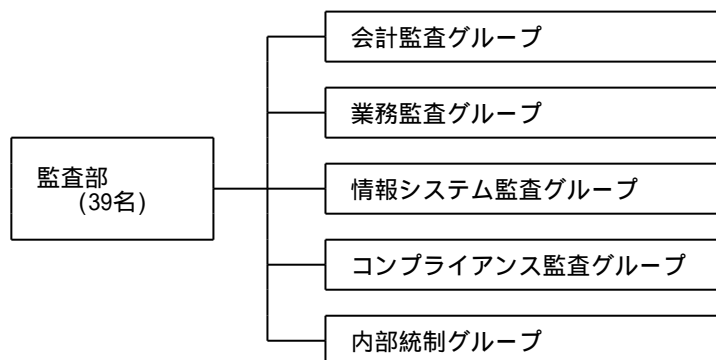 会計監査グループ
業務監査グループ
監査部
(39名)
情報システム監査グループ
コンプライアンス監査グループ
内部統制グループ